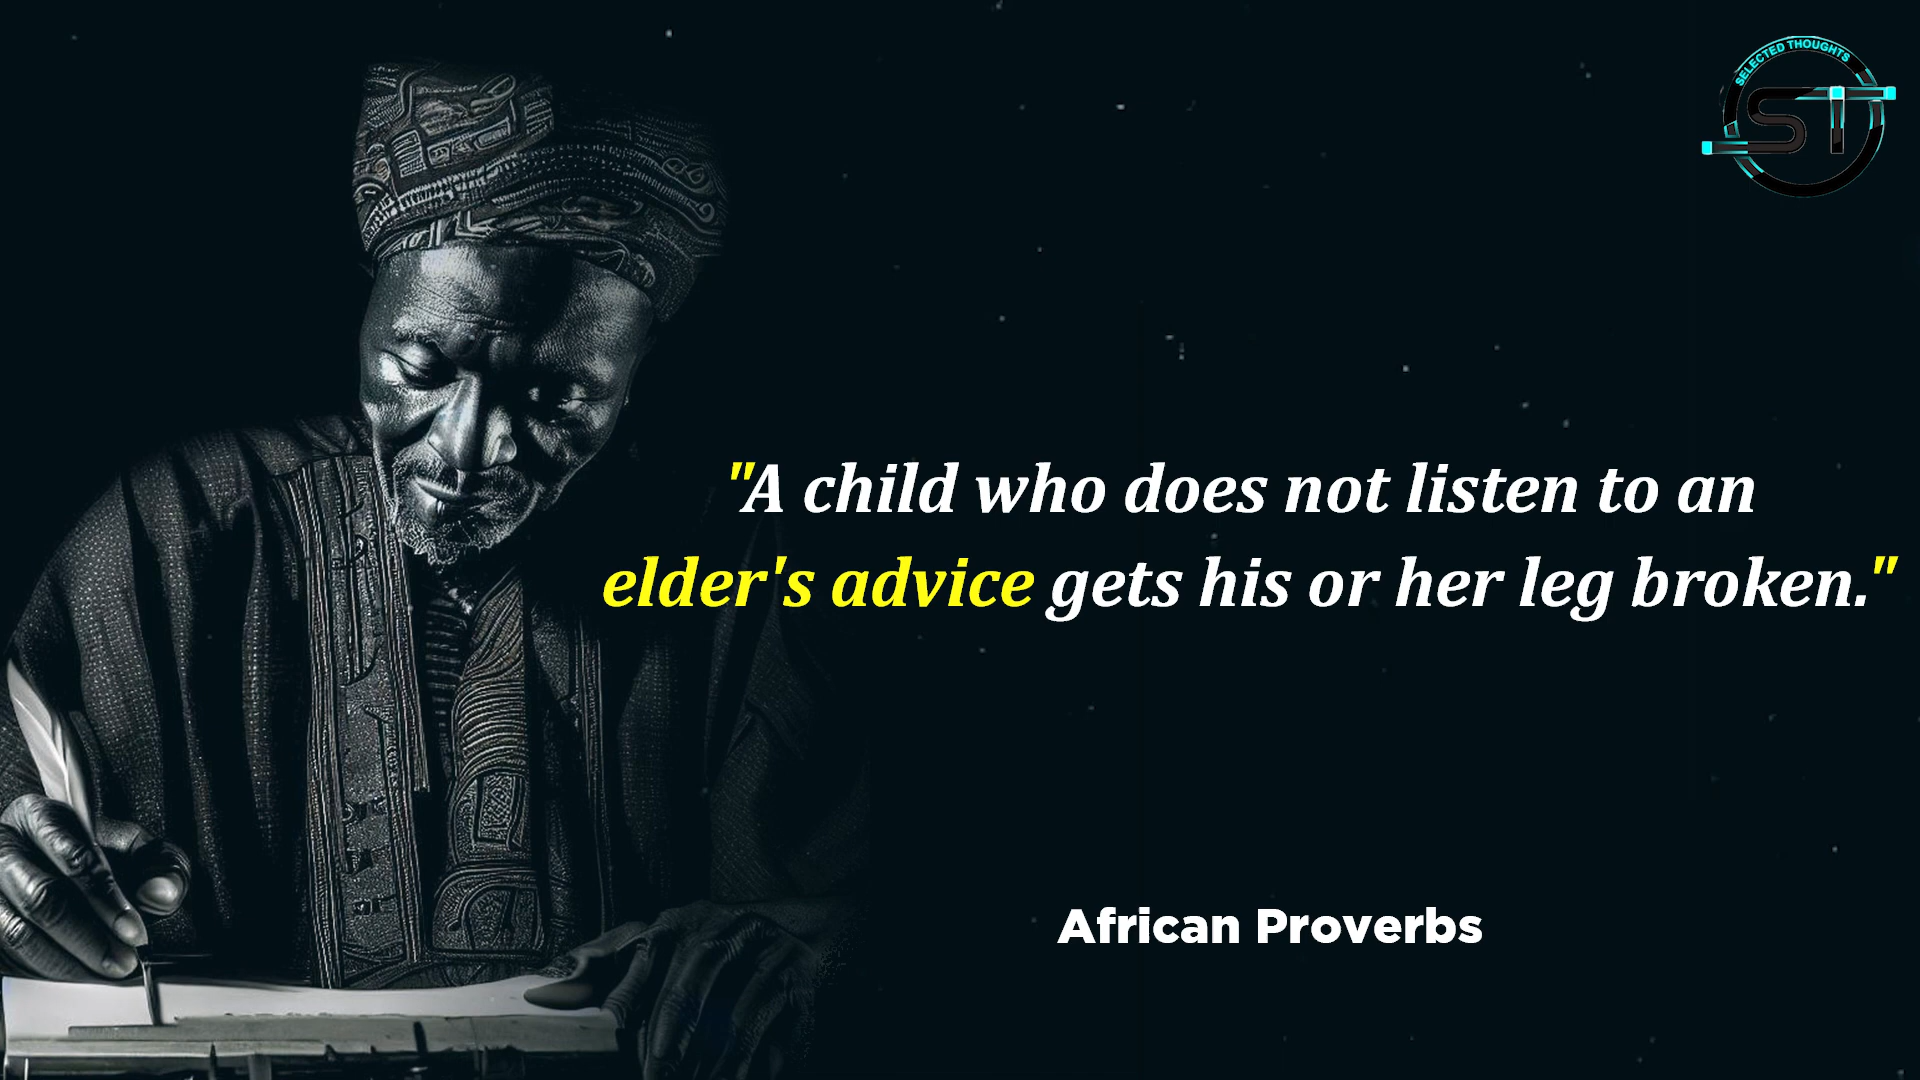 SELECTED THOUGHTS
ST
"A child who does not listen to an
elder's advice gets his or her leg broken."
African Proverbs